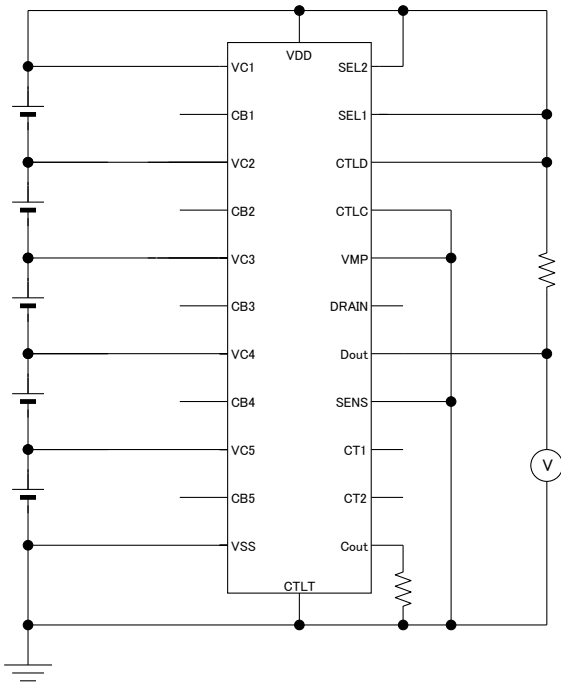 VDD
VC1
CB1
VC2
CB2
VC3
CB3
VC4
CB4
VC5
CB5
VSS
SEL2
SEL1
CTLD
CTLC
VMP
DRAIN
Dout
SENS
CT1
CT2
Cout
CTLT
V